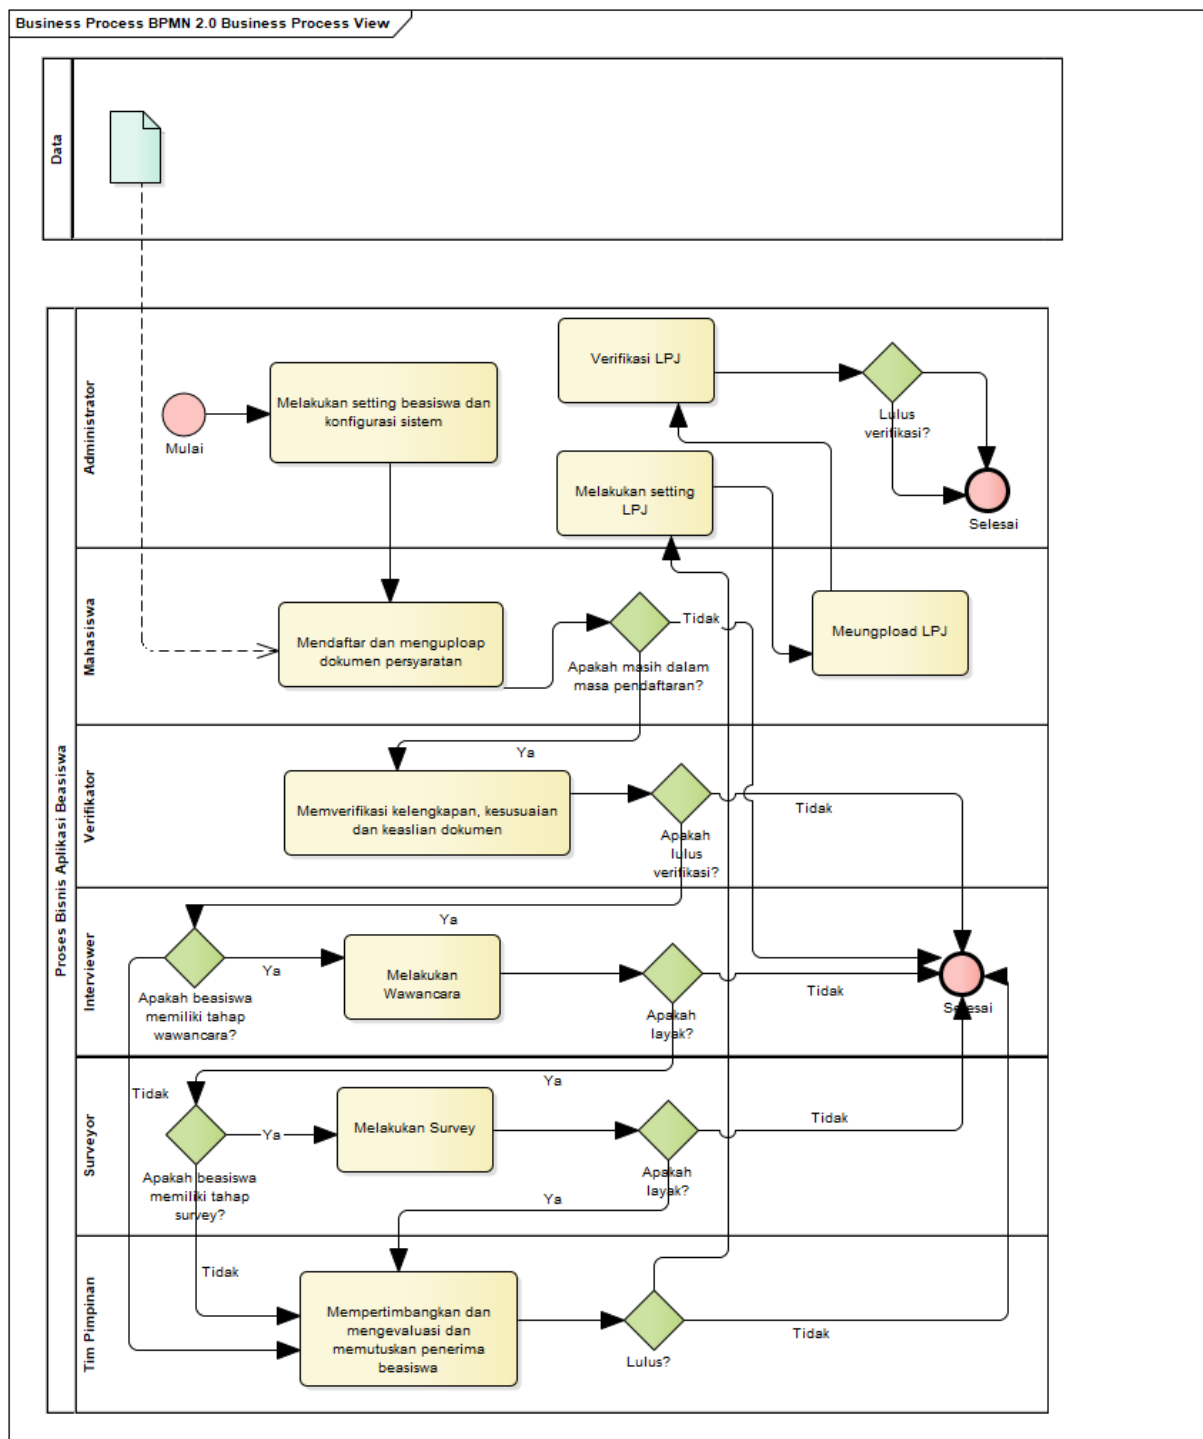 Business Process BPMN 2.0 Business Process View
Data
Proses Bisnis Aplikasi Beasiswa
Administrator
Mulai
Melakukan setting beasiswa dan
konfigurasi sistem
Verifikasi LPJ
Lulus
verifikasi?
Melakukan setting
LPJ
Selesai
Mahasiswa
Mendaftar dan menguploap
dokumen persyaratan
Tidak
Apakah masih dalam
masa pendaftaran?
Meungpload LPJ
Verifikator
Ya
Memverifikasi kelengkapan, kesusuaian
dan keaslian dokumen
Tidak
Apakah
lulus
verifikasi?
Interviewer
Ya
Ya
Melakukan
Wawancara
Apakah beasiswa
memiliki tahap
wawancara?
Tidak
Apakah
layak?
Selesai
Surveyor
Tidak
Ya
Ya
Melakukan Survey
Tidak
Apakah beasiswa
memiliki tahap
survey?
Apakah
layak?
Ya
Tim Pimpinan
Tidak
Mempertimbangkan dan
mengevaluasi dan
memutuskan penerima
beasiswa
Lulus?
Tidak